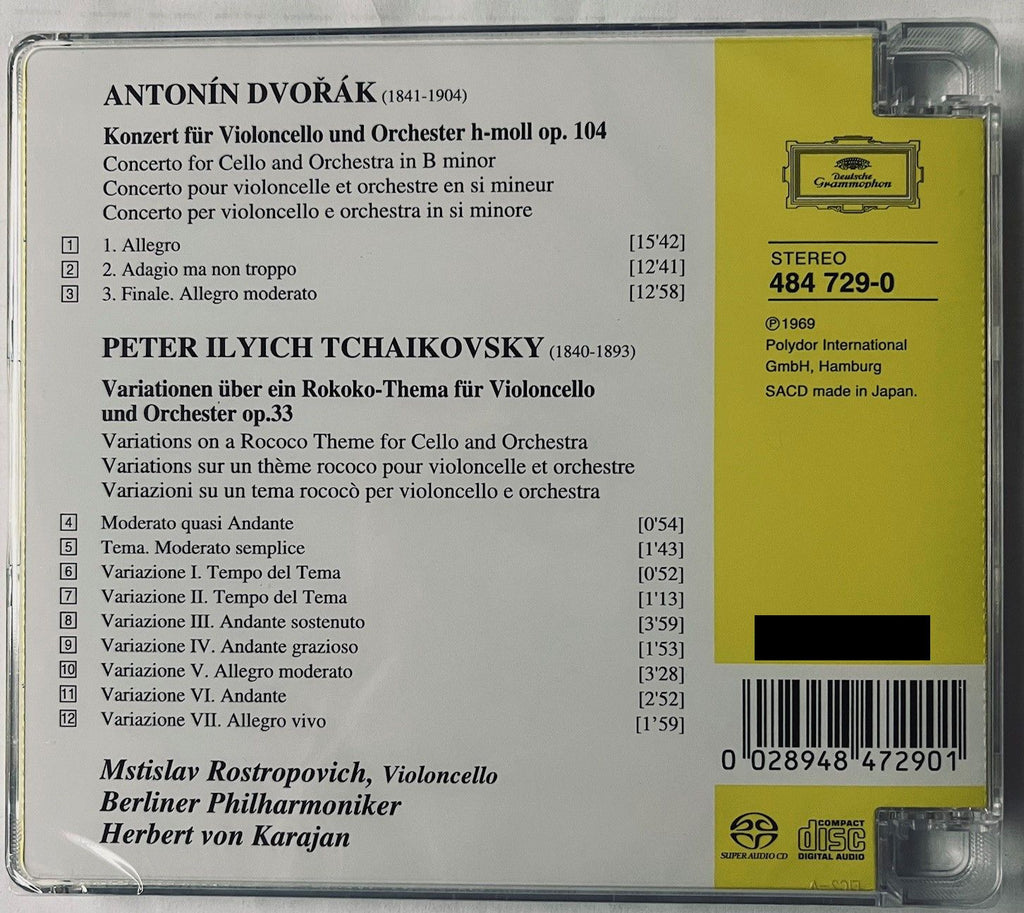 ANTONÍN DVOŘÁK (1841-1904)
Konzert für Violoncello und Orchester h-moll op. 104
Concerto for Cello and Orchestra in B minor
Concerto pour violoncelle et orchestre en si mineur
Concerto per violoncello e orchestra in si minore
1 1. Allegro [15'42]
2 2. Adagio ma non troppo [12'41]
3 3. Finale. Allegro moderato [12'58]
PETER ILYICH TCHAIKOVSKY (1840-1893)
Variationen über ein Rokoko-Thema für Violoncello
und Orchester op.33
Variations on a Rococo Theme for Cello and Orchestra
Variations sur un thème rococo pour violoncelle et orchestre
Variazioni su un tema rococò per violoncello e orchestra
4 Moderato quasi Andante [0'54]
5 Tema. Moderato semplice [1'43]
6 Variazione I. Tempo del Tema [0'52]
7 Variazione II. Tempo del Tema [1'13]
8 Variazione III. Andante sostenuto [3'59]
9 Variazione IV. Andante grazioso [1'53]
10 Variazione V. Allegro moderato [3'28]
11 Variazione VI. Andante [2'52]
12 Variazione VII. Allegro vivo [1’59]
Mstislav Rostropovich, Violoncello
Berliner Philharmoniker
Herbert von Karajan
Deutsche
Grammophon
STEREO
484 729-0
℗ 1969
Polydor International
GmbH, Hamburg
SACD made in Japan.
0 028948 472901
SUPER AUDIO CD
COMPACT
disc
DIGITAL AUDIO